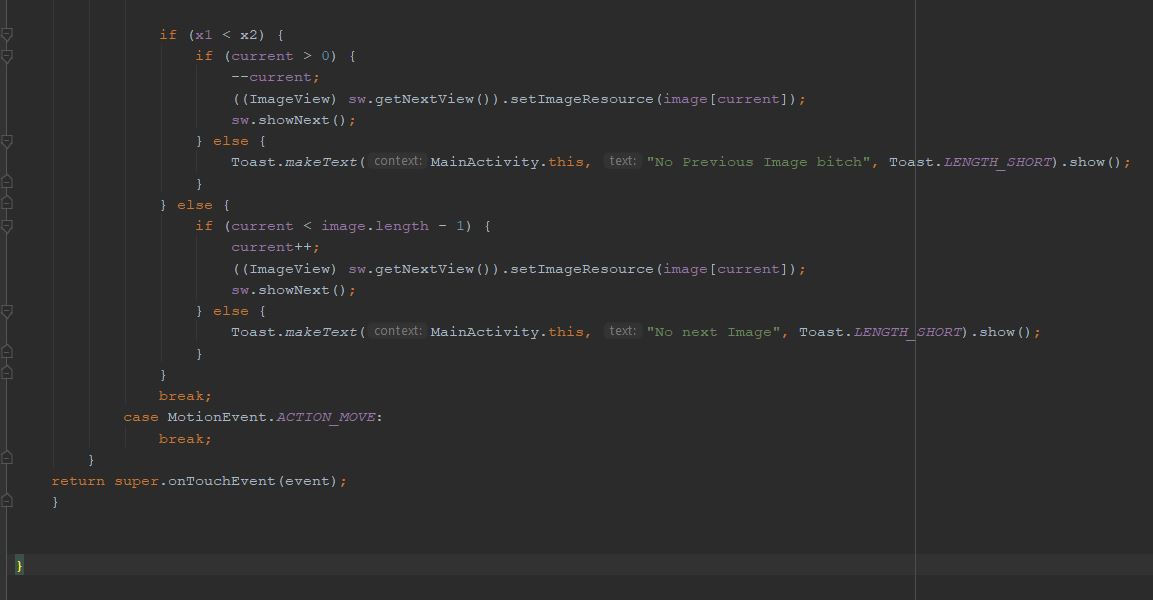 if (x1 < x2) {
if (current > 0) {
--current;
((ImageView) sw.getNextView()).setImageResource(image[current]);
sw.showNext();
} else {
Toast.makeText( context: MainActivity.this, text: "No Previous Image bitch", Toast.LENGTH_SHORT).show();
}
} else {
if (current < image.length - 1) {
current++;
((ImageView) sw.getNextView()).setImageResource(image[current]);
sw.showNext();
} else {
Toast.makeText( context: MainActivity.this, text: "No next Image", Toast.LENGTH_SHORT).show();
}
}
break;
case MotionEvent.ACTION_MOVE:
break;
}
return super.onTouchEvent(event);
}
}